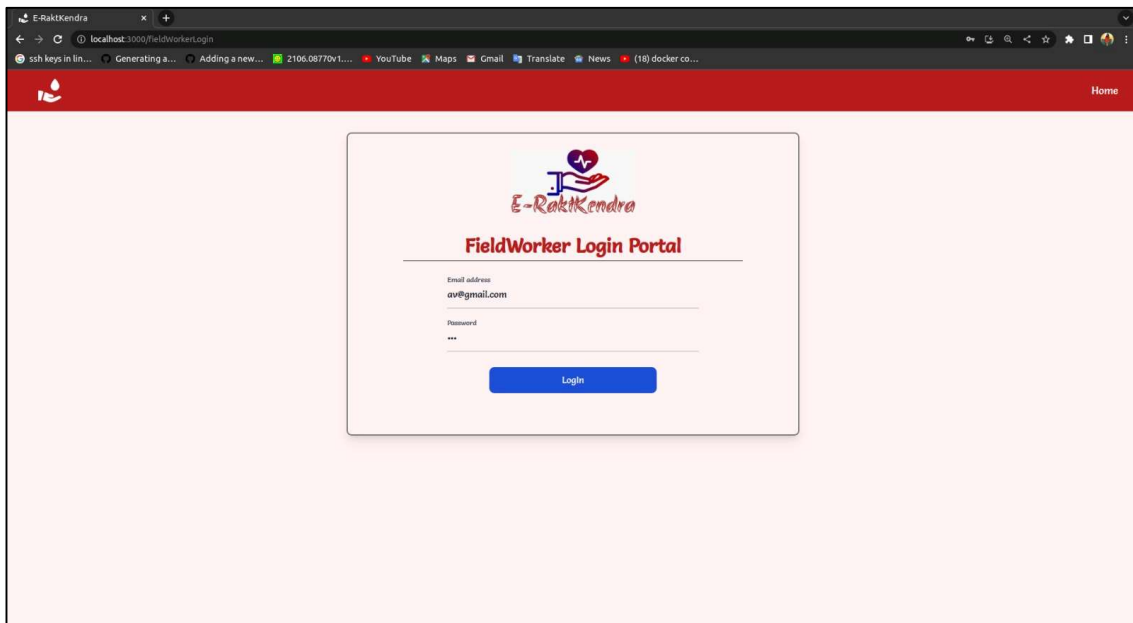 E-RaktKendra
localhost:3000/fieldWorkerLogin
ssh keys in lin... Generating a... Adding a new... 2106.08770v1.... YouTube Maps Gmail Translate News (18) docker co...
Home
E-RaktKendra
FieldWorker Login Portal
Email address
av@gmail.com
Password
•••
Login